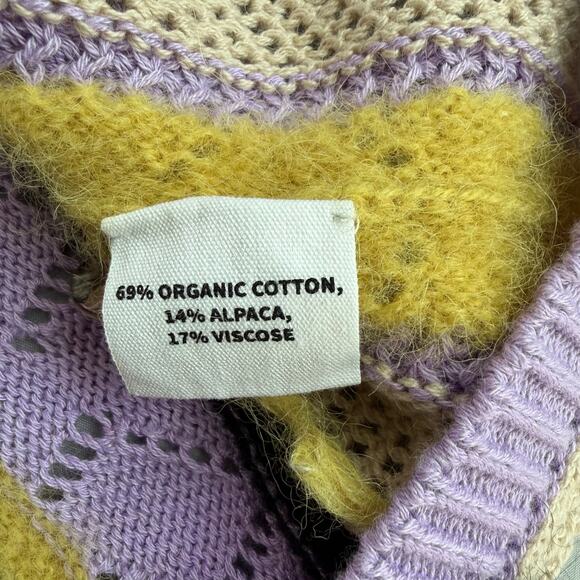 69% ORGANIC COTTON,
14% ALPACA,
17% VISCOSE